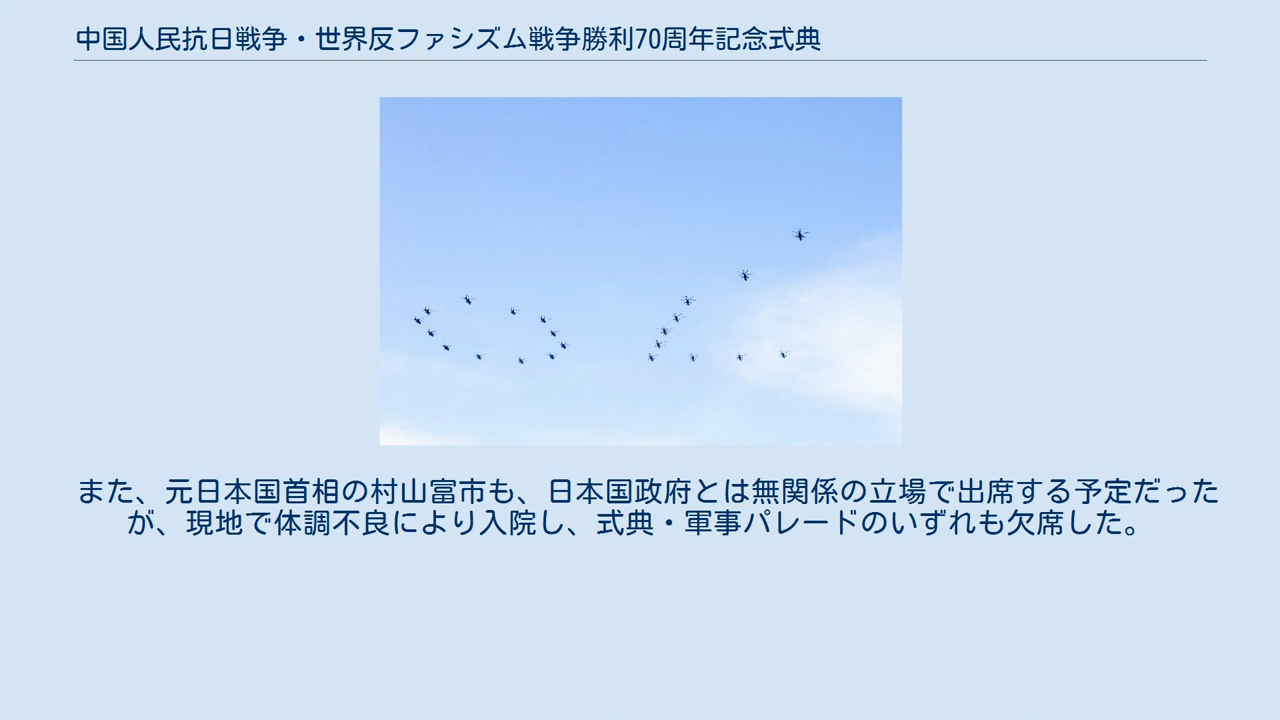 中国人民抗日戦争・世界反ファシズム戦争勝利70周年記念式典
また、元日本国首相の村山富市も、日本国政府とは無関係の立場で出席する予定だった
が、現地で体調不良により入院し、式典・軍事パレードのいずれも欠席した。